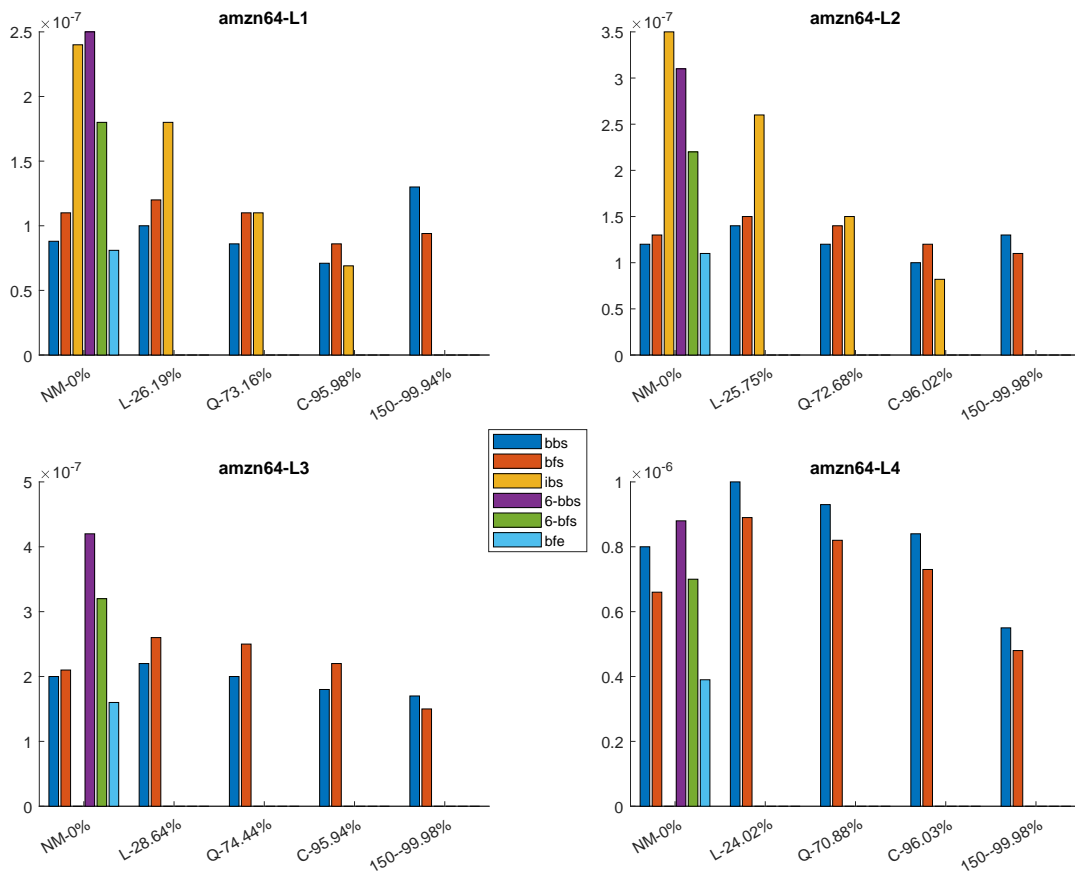 ×10⁻⁷
amzn64-L1
2.5
2
1.5
1
0.5
0
NM-0%
L-26.19%
Q-73.16%
C-95.98%
150--99.94%
×10⁻⁷
amzn64-L2
3.5
3
2.5
2
1.5
1
0.5
0
NM-0%
L-25.75%
Q-72.68%
C-96.02%
150--99.98%
×10⁻⁷
amzn64-L3
5
4
3
2
1
0
NM-0%
L-28.64%
Q-74.44%
C-95.94%
150--99.98%
bbs
bfs
ibs
6-bbs
6-bfs
bfe
×10⁻⁶
amzn64-L4
1
0.8
0.6
0.4
0.2
0
NM-0%
L-24.02%
Q-70.88%
C-96.03%
150--99.98%